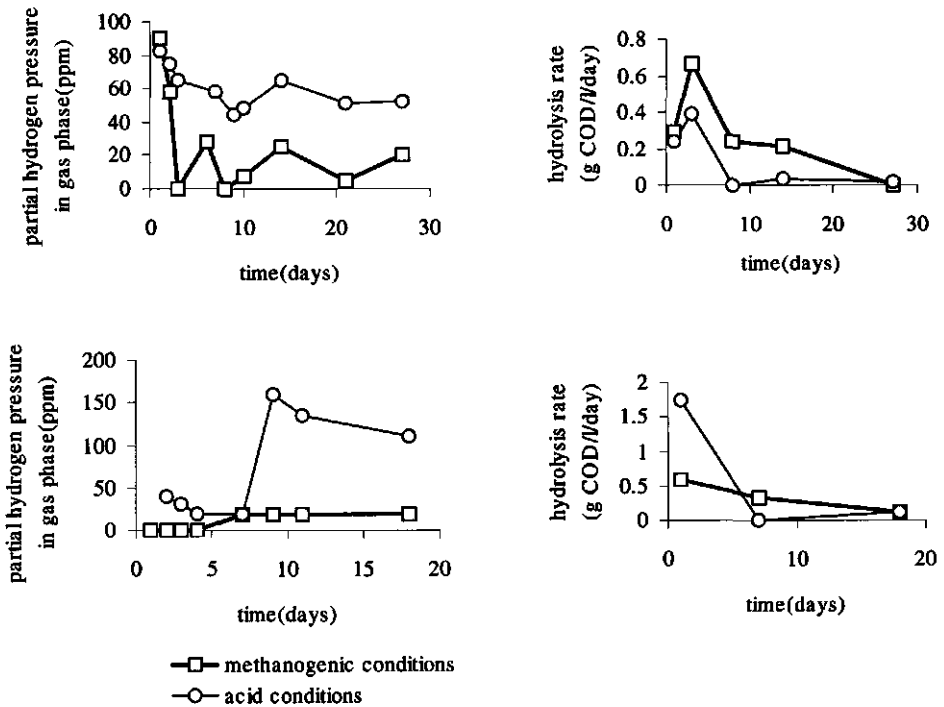 partial hydrogen pressure
in gas phase(ppm)
100
80
60
40
20
0
0
10
20
30
time(days)
hydrolysis rate
(g COD/l/day)
0.8
0.6
0.4
0.2
0
0
10
20
30
time(days)
partial hydrogen pressure
in gas phase(ppm)
200
150
100
50
0
0
5
10
15
20
time(days)
hydrolysis rate
(g COD/l/day)
2
1.5
1
0.5
0
0
10
20
time(days)
methanogenic conditions
acid conditions